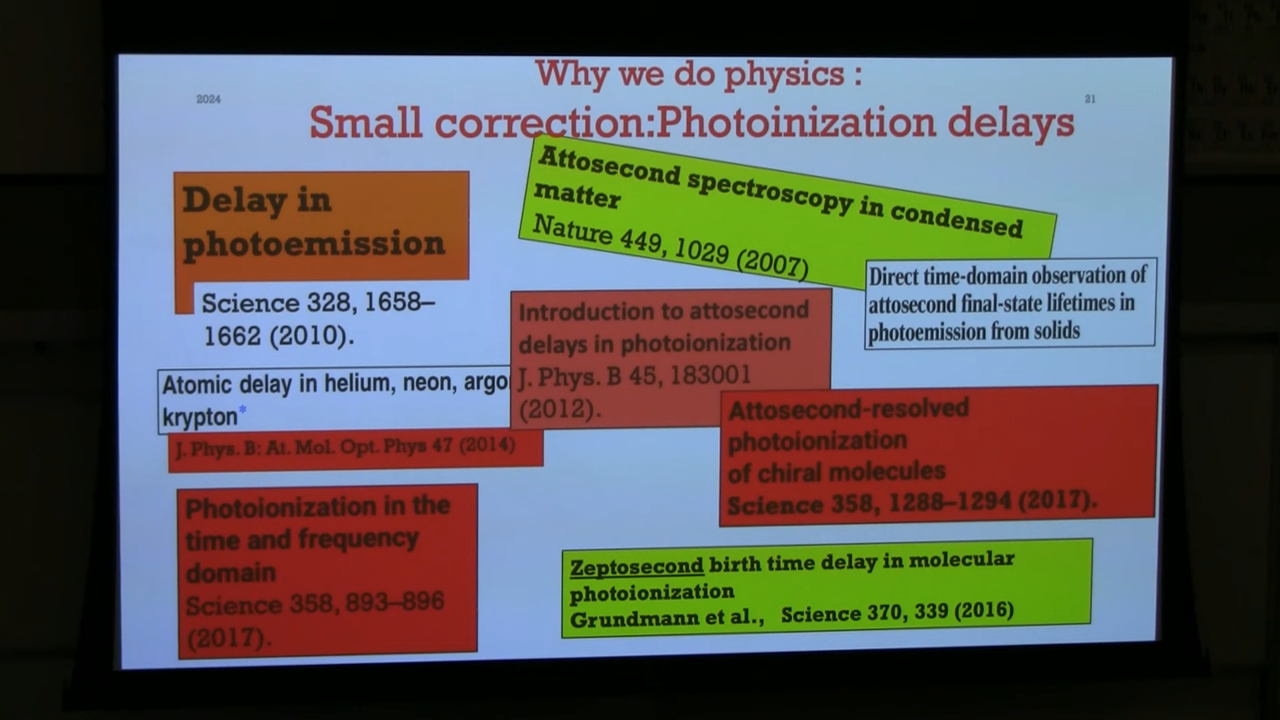 Why we do physics :
2024
21
Small correction:Photoinization delays
Delay in
photoemission
Science 328, 1658–
1662 (2010).
Attosecond spectroscopy in condensed
matter
Nature 449, 1029 (2007)
Direct time-domain observation of
attosecond final-state lifetimes in
photoemission from solids
Introduction to attosecond
delays in photoionization
J. Phys. B 45, 183001
(2012).
Atomic delay in helium, neon, argo
krypton*
J. Phys. B: At. Mol. Opt. Phys 47 (2014)
Attosecond-resolved
photoionization
of chiral molecules
Science 358, 1288–1294 (2017).
Photoionization in the
time and frequency
domain
Science 358, 893–896
(2017).
Zeptosecond birth time delay in molecular
photoionization
Grundmann et al., Science 370, 339 (2016)